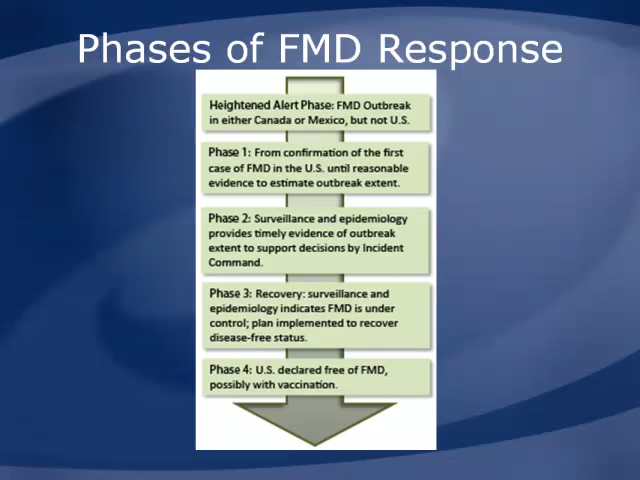 Phases of FMD Response
Heightened Alert Phase: FMD Outbreak
in either Canada or Mexico, but not U.S.
Phase 1: From confirmation of the first
case of FMD in the U.S. until reasonable
evidence to estimate outbreak extent.
Phase 2: Surveillance and epidemiology
provides timely evidence of outbreak
extent to support decisions by Incident
Command.
Phase 3: Recovery: surveillance and
epidemiology indicates FMD is under
control; plan implemented to recover
disease-free status.
Phase 4: U.S. declared free of FMD,
possibly with vaccination.